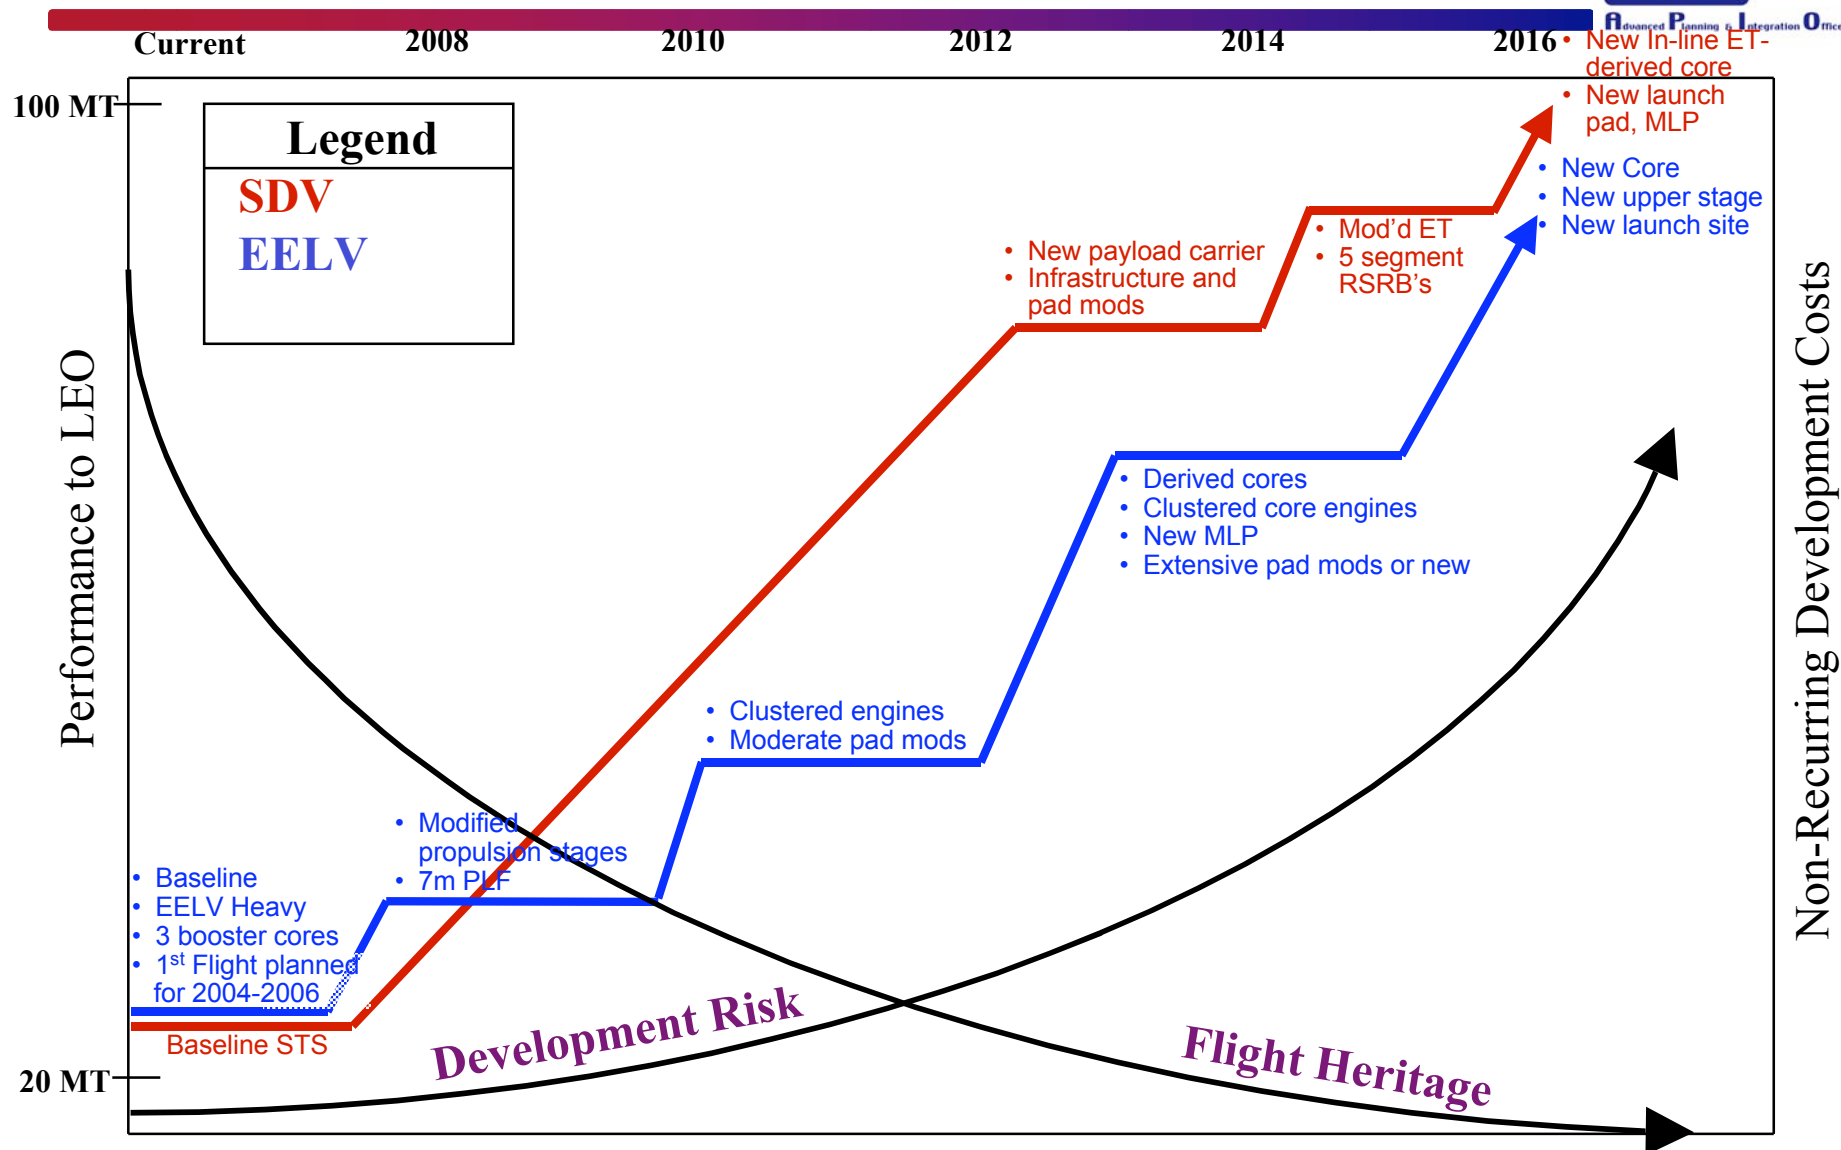 Advanced Planning & Integration Office
Current 2008 2010 2012 2014 2016
• New In-line ET-
derived core
• New launch
pad, MLP
100 MT
Legend
SDV
EELV
• New Core
• New upper stage
• New launch site
• Mod'd ET
• 5 segment
RSRB's
• New payload carrier
• Infrastructure and
pad mods
Performance to LEO
Non-Recurring Development Costs
• Derived cores
• Clustered core engines
• New MLP
• Extensive pad mods or new
• Clustered engines
• Moderate pad mods
• Modified
propulsion stages
• 7m PLF
• Baseline
• EELV Heavy
• 3 booster cores
• 1st Flight planned
for 2004-2006
Baseline STS
Development Risk
Flight Heritage
20 MT